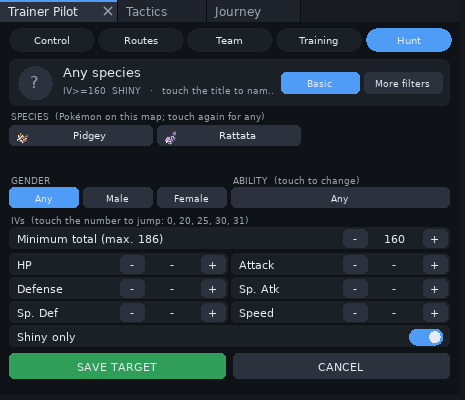 Trainer Pilot ✕ Tactics Journey
Control Routes Team Training Hunt
? Any species
IV>=160 SHINY · touch the title to nam.. Basic More filters
SPECIES (Pokémon on this map; touch again for any)
Pidgey Rattata
GENDER ABILITY (touch to change)
Any Male Female Any
IVs (touch the number to jump: 0, 20, 25, 30, 31)
Minimum total (max. 186) - 160 +
HP - - + Attack - - +
Defense - - + Sp. Atk - - +
Sp. Def - - + Speed - - +
Shiny only
SAVE TARGET CANCEL